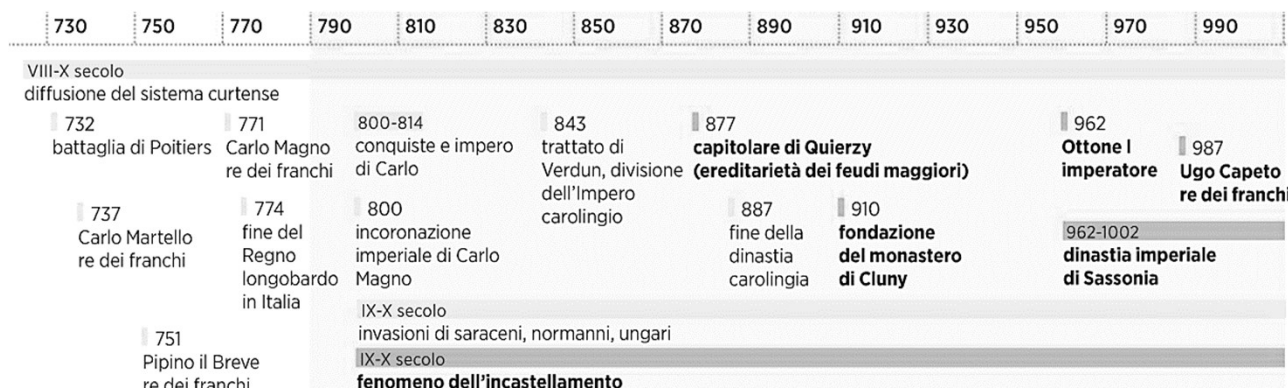 730 750 770 790 810 830 850 870 890 910 930 950 970 990
VIII-X secolo
diffusione del sistema curtense
732
battaglia di Poitiers
771
Carlo Magno
re dei franchi
800-814
conquiste e impero
di Carlo
843
trattato di
Verdun, divisione
dell'Impero
carolingio
877
capitolare di Quierzy
(ereditarietà dei feudi maggiori)
962
Ottone I
imperatore
987
Ugo Capeto
re dei franchi
737
Carlo Martello
re dei franchi
774
fine del
Regno
longobardo
in Italia
800
incoronazione
imperiale di Carlo
Magno
887
fine della
dinastia
carolingia
910
fondazione
del monastero
di Cluny
962-1002
dinastia imperiale
di Sassonia
IX-X secolo
invasioni di saraceni, normanni, ungari
751
Pipino il Breve
re dei franchi
IX-X secolo
fenomeno dell'incastellamento